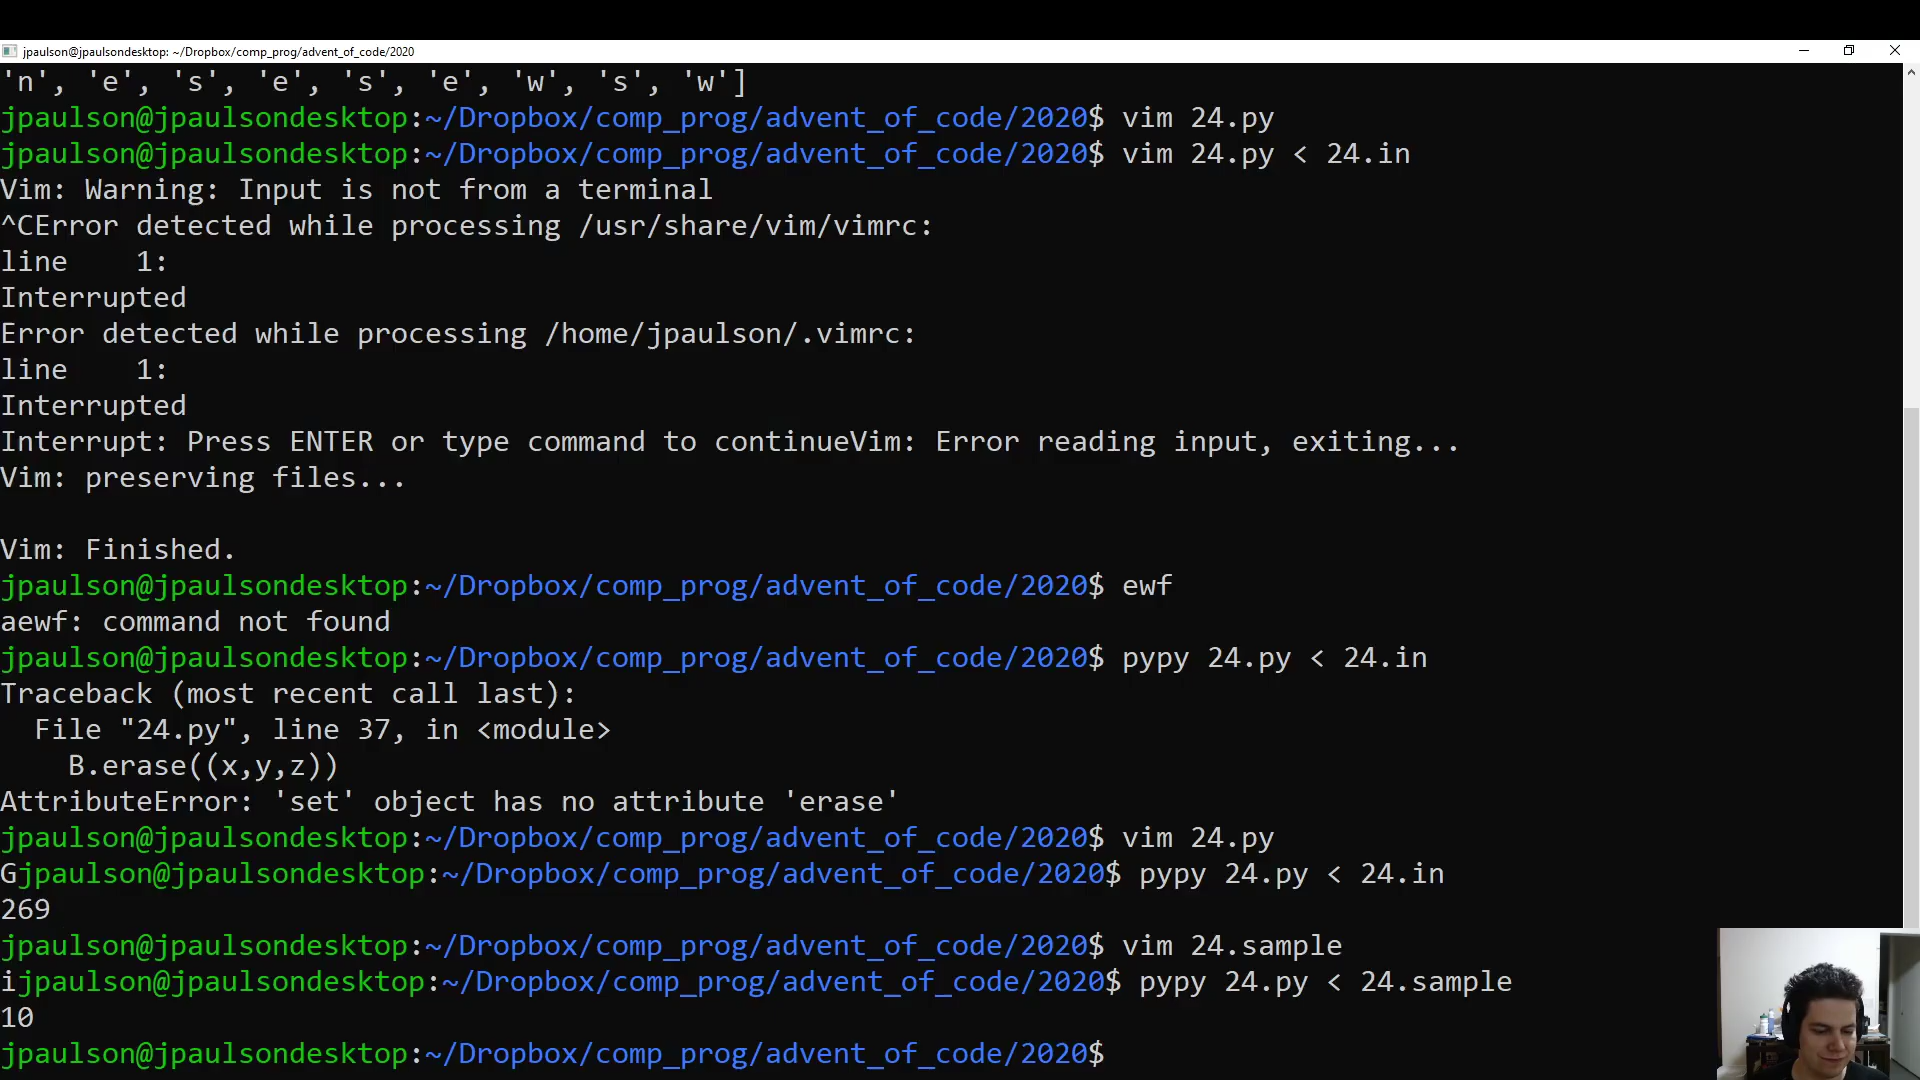 jpaulson@jpaulsondesktop: ~/Dropbox/comp_prog/advent_of_code/2020
'n', 'e', 's', 'e', 's', 'e', 'w', 's', 'w']
jpaulson@jpaulsondesktop:~/Dropbox/comp_prog/advent_of_code/2020$ vim 24.py
jpaulson@jpaulsondesktop:~/Dropbox/comp_prog/advent_of_code/2020$ vim 24.py < 24.in
Vim: Warning: Input is not from a terminal
^CError detected while processing /usr/share/vim/vimrc:
line    1:
Interrupted
Error detected while processing /home/jpaulson/.vimrc:
line    1:
Interrupted
Interrupt: Press ENTER or type command to continueVim: Error reading input, exiting...
Vim: preserving files...
Vim: Finished.
jpaulson@jpaulsondesktop:~/Dropbox/comp_prog/advent_of_code/2020$ ewf
aewf: command not found
jpaulson@jpaulsondesktop:~/Dropbox/comp_prog/advent_of_code/2020$ pypy 24.py < 24.in
Traceback (most recent call last):
  File "24.py", line 37, in <module>
    B.erase((x,y,z))
AttributeError: 'set' object has no attribute 'erase'
jpaulson@jpaulsondesktop:~/Dropbox/comp_prog/advent_of_code/2020$ vim 24.py
Gjpaulson@jpaulsondesktop:~/Dropbox/comp_prog/advent_of_code/2020$ pypy 24.py < 24.in
269
jpaulson@jpaulsondesktop:~/Dropbox/comp_prog/advent_of_code/2020$ vim 24.sample
ijpaulson@jpaulsondesktop:~/Dropbox/comp_prog/advent_of_code/2020$ pypy 24.py < 24.sample
10
jpaulson@jpaulsondesktop:~/Dropbox/comp_prog/advent_of_code/2020$